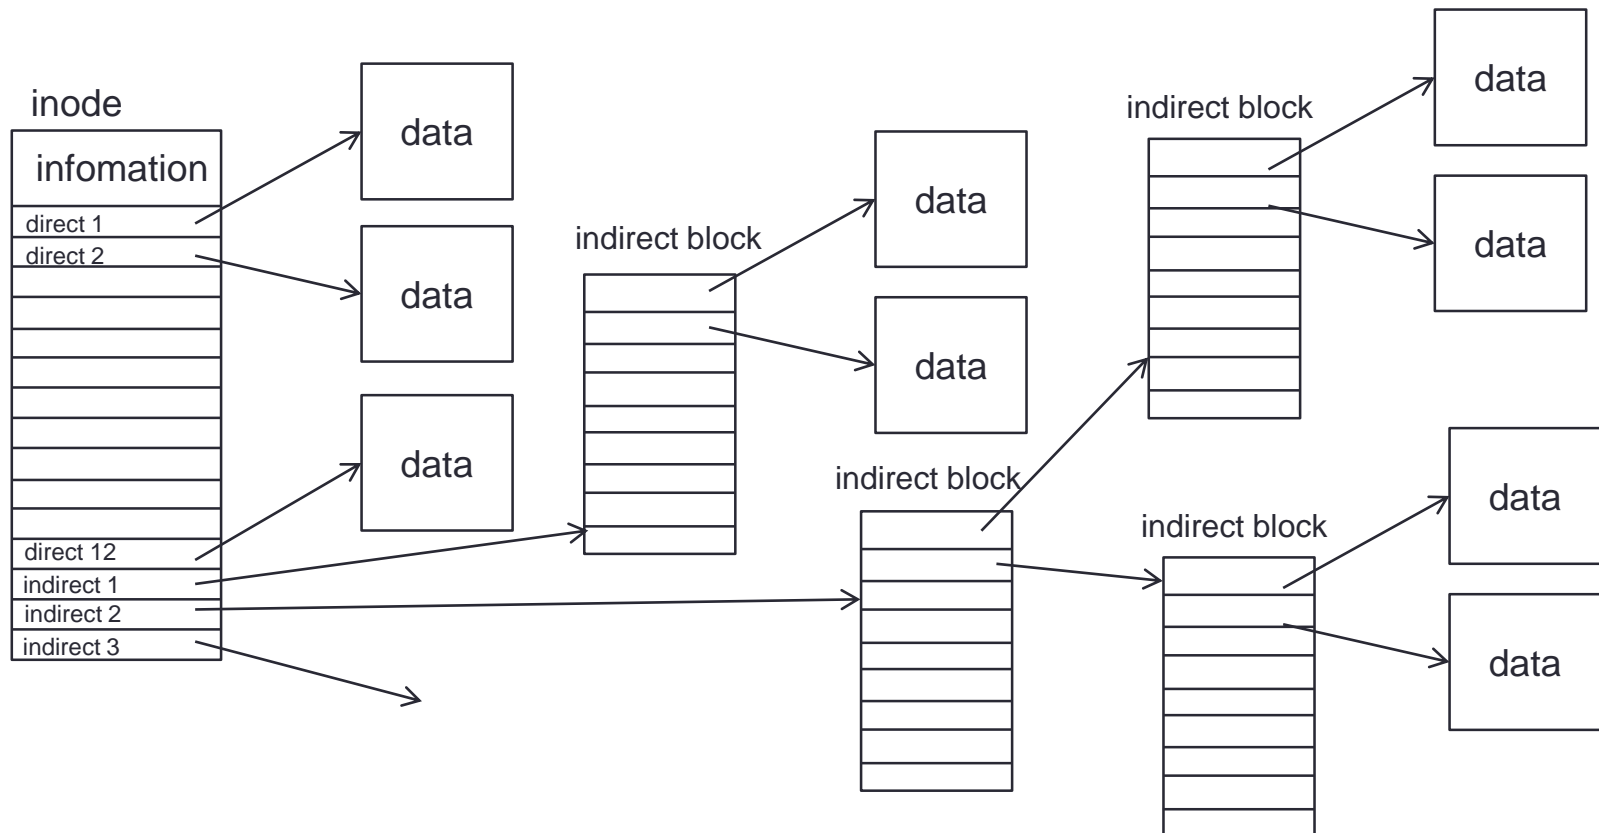 inode
infomation
direct 1
direct 2
direct 12
indirect 1
indirect 2
indirect 3
data
data
data
indirect block
data
data
indirect block
indirect block
data
data
indirect block
data
data